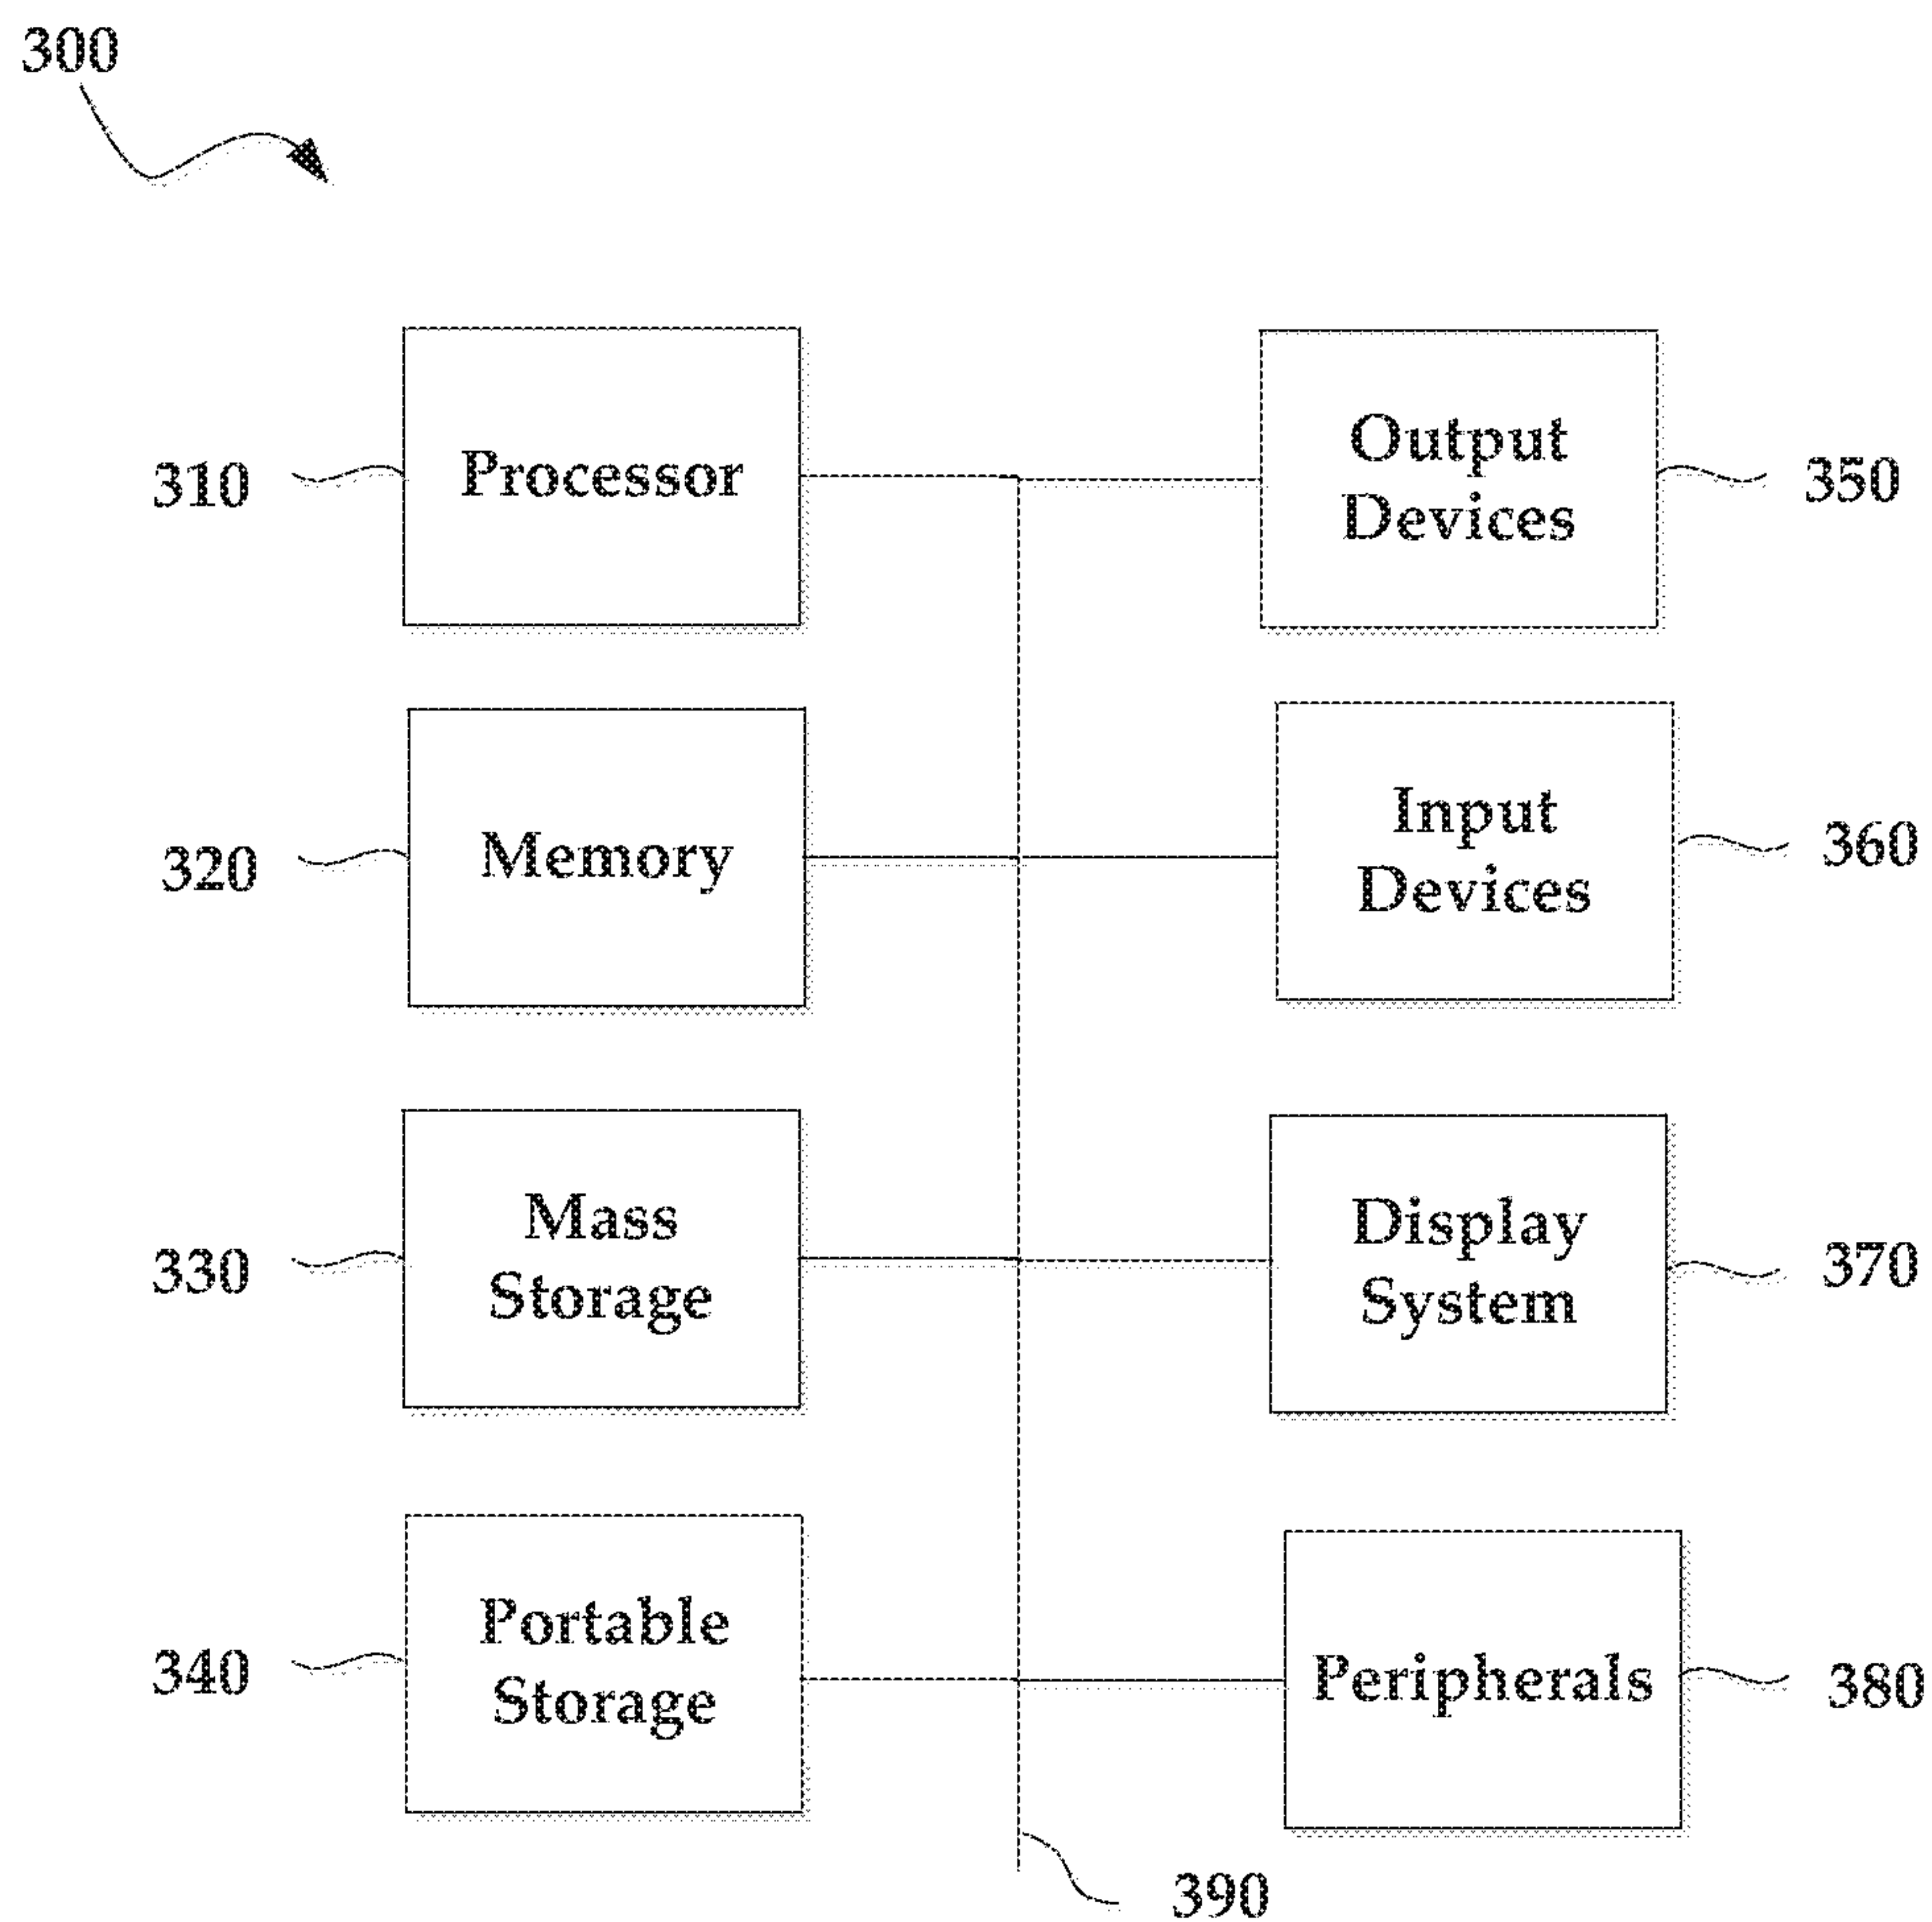 300
310
Processor
Output
Devices
350
320
Memory
Input
Devices
360
330
Mass
Storage
Display
System
370
340
Portable
Storage
Peripherals
380
390